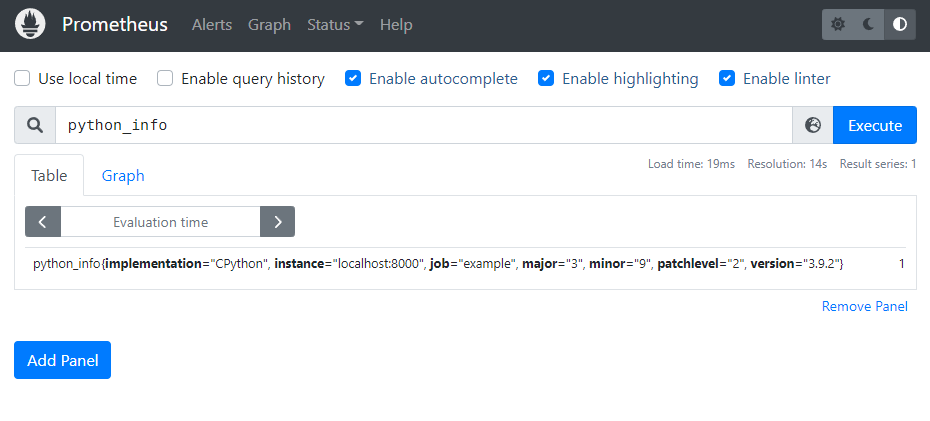 Prometheus Alerts Graph Status Help
Use local time Enable query history Enable autocomplete Enable highlighting Enable linter
python_info Execute
Table Graph Load time: 19ms Resolution: 14s Result series: 1
Evaluation time
python_info{implementation="CPython", instance="localhost:8000", job="example", major="3", minor="9", patchlevel="2", version="3.9.2"} 1
Remove Panel
Add Panel